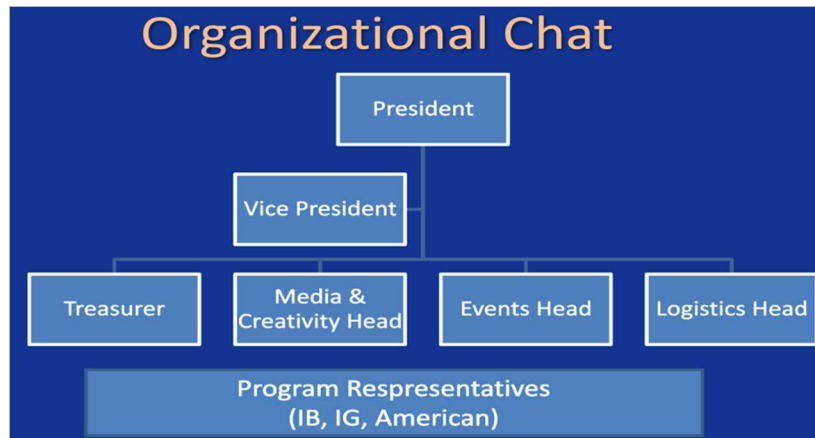 Organizational Chat
President
Vice President
Treasurer
Media &
Creativity Head
Events Head
Logistics Head
Program Respresentatives
(IB, IG, American)